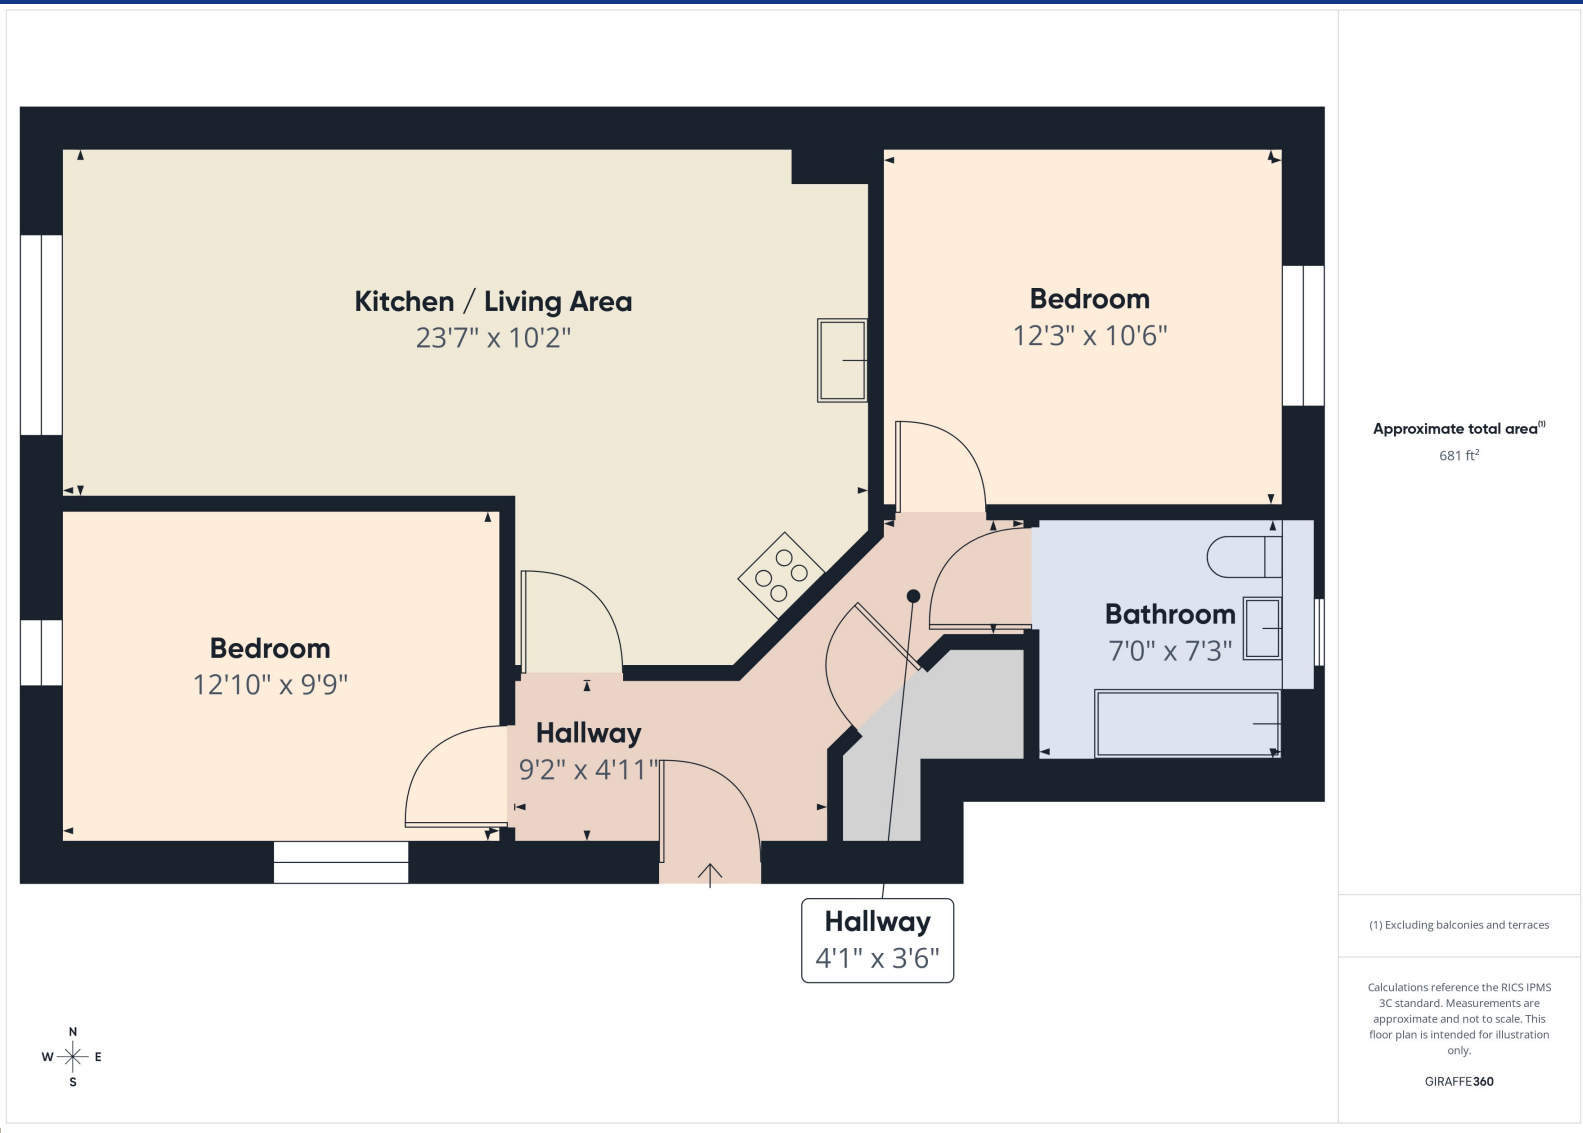 Kitchen / Living Area
23'7" x 10'2"
Bedroom
12'3" x 10'6"
Bedroom
12'10" x 9'9"
Bathroom
7'0" x 7'3"
Hallway
9'2" x 4'11"
Hallway
4'1" x 3'6"
N
W E
S
Approximate total area(1)
681 ft²
(1) Excluding balconies and terraces
Calculations reference the RICS IPMS
3C standard. Measurements are
approximate and not to scale. This
floor plan is intended for illustration
only.
GIRAFFE360